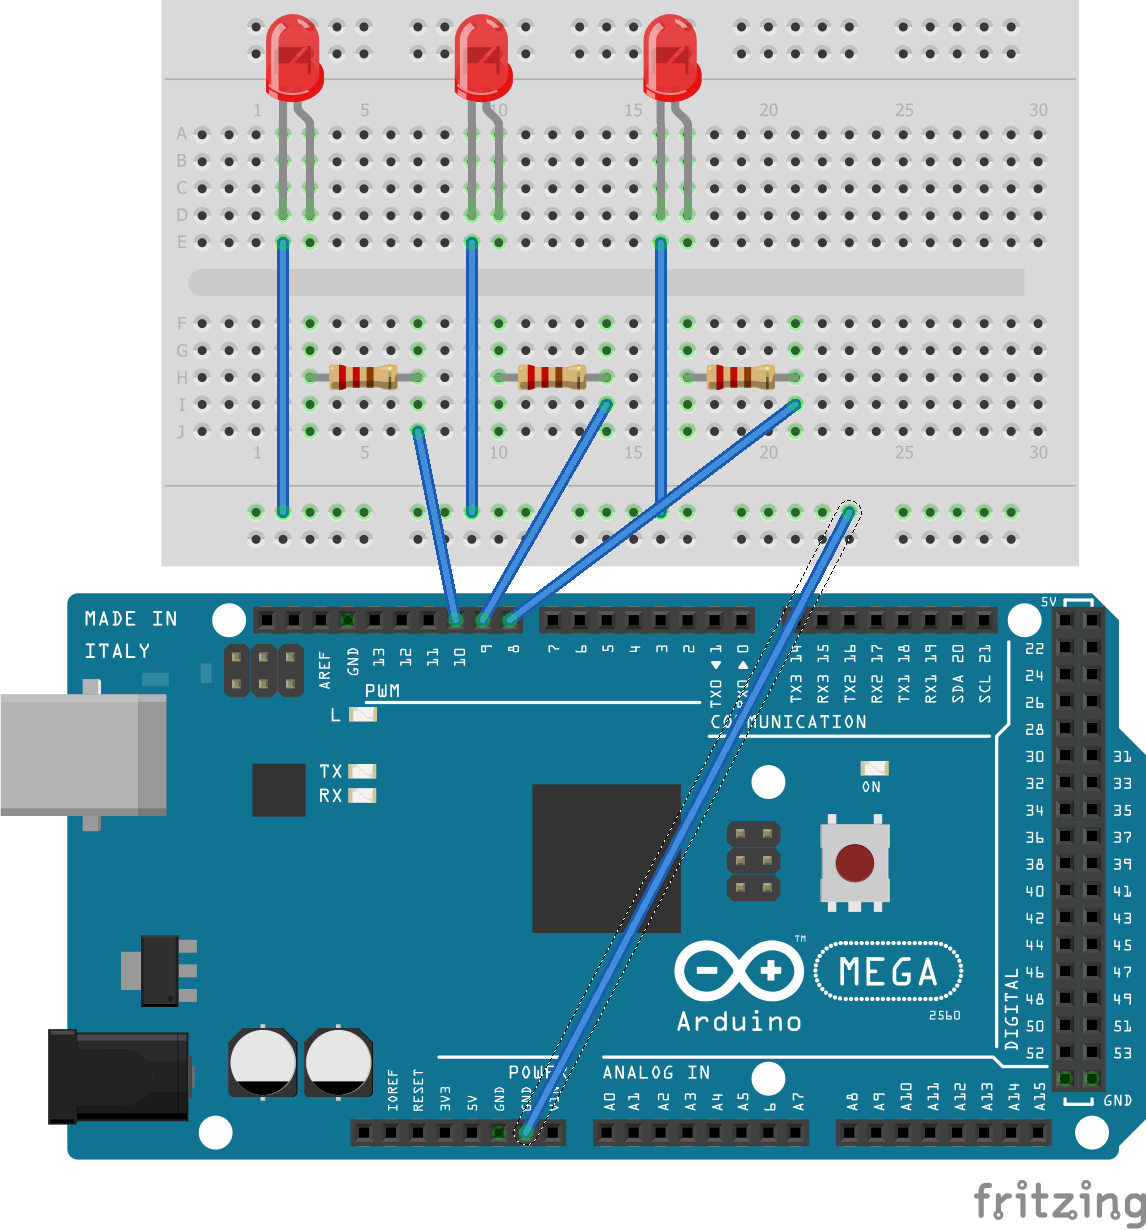 1 5 10 15 20 25 30
A
B
C
D
E
F
G
H
I
J
1 5 10 15 20 25 30
MADE IN
ITALY
AREF
GND
13
12
11
10
9
8
7
6
5
4
3
2
TX0 1
RX0 0
TX3 14
RX3 15
TX2 16
RX2 17
TX1 18
RX1 19
SDA 20
SCL 21
PWM
COMMUNICATION
L
TX
RX
ON
5V
22
24
26
28
30 31
32 33
34 35
36 37
38 39
40 41
42 43
44 45
46 47
48 49
50 51
52 53
GND
DIGITAL
TM
MEGA
Arduino
2560
POWER
ANALOG IN
IOREF
RESET
3V3
5V
GND
GND
VIN
A0
A1
A2
A3
A4
A5
6
A7
A8
A9
A10
A11
A12
A13
A14
A15
fritzing